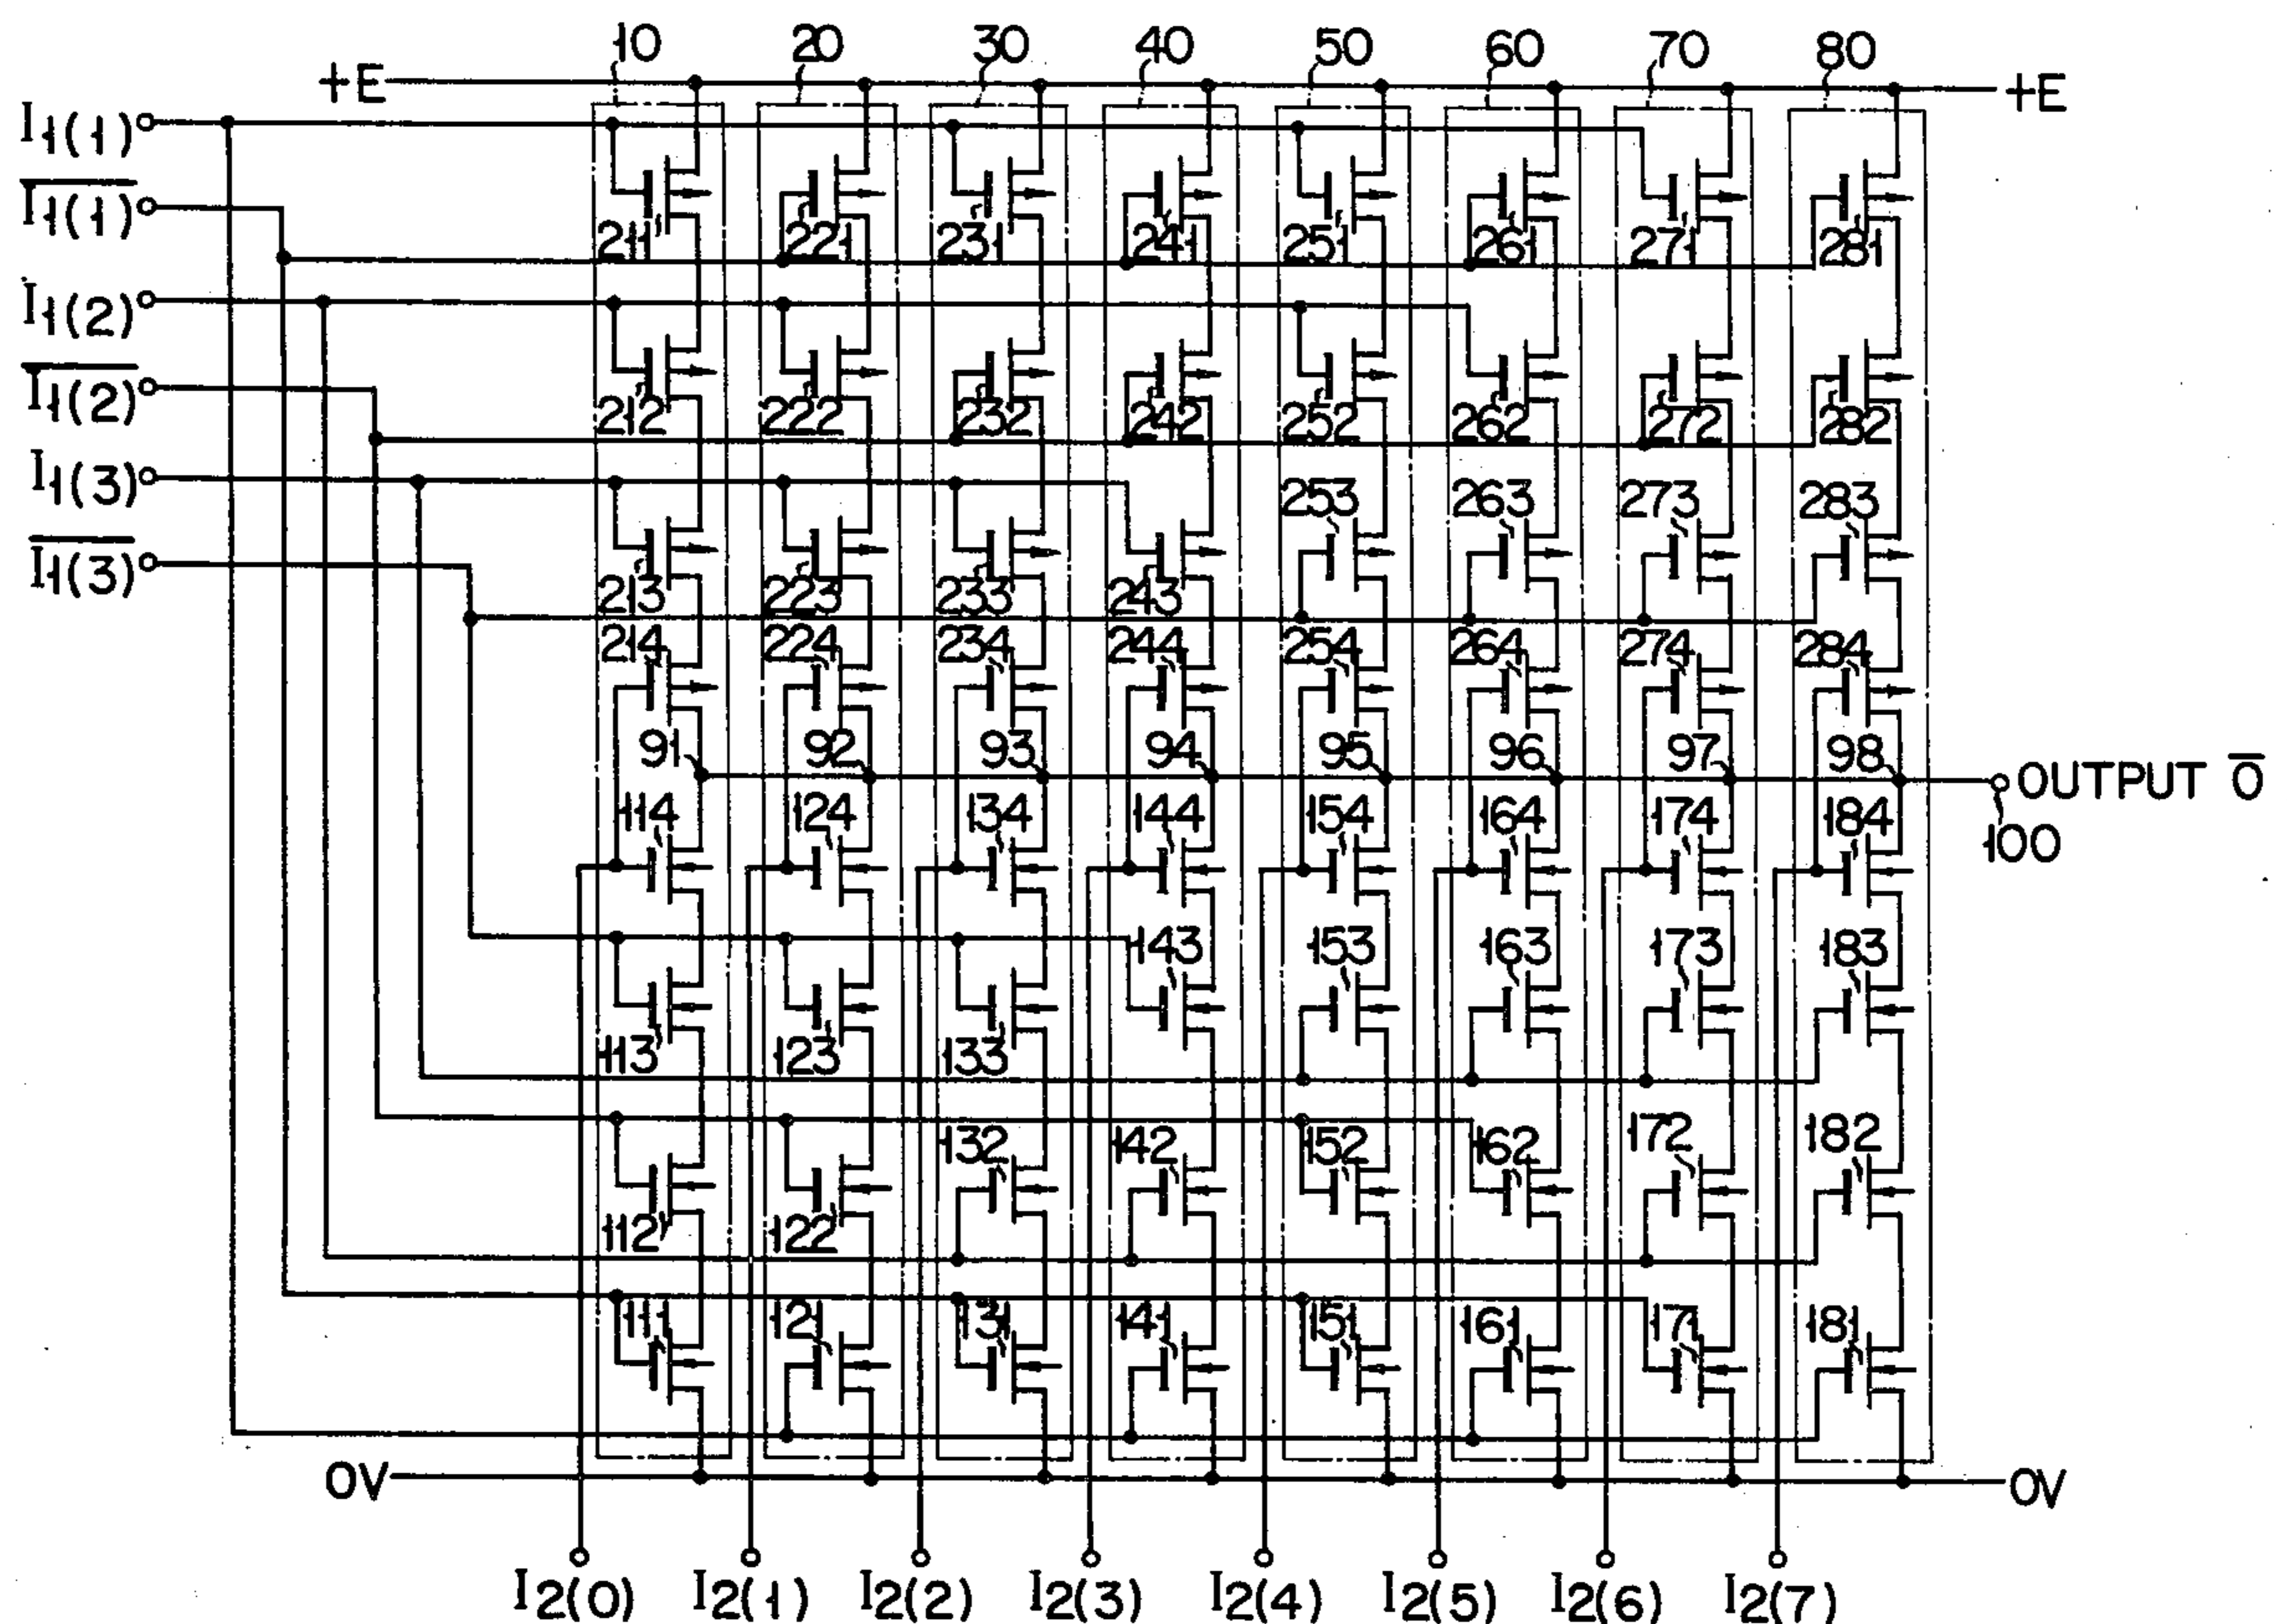 10 20 30 40 50 60 70 80
+E +E
I1(1)
I1(1)
211 221 231 241 251 261 271 281
I1(2)
I1(2)
212 222 232 242 252 262 272 282
I1(3)
253 263 273 283
I1(3)
213 223 233 243
214 224 234 244 254 264 274 284
91 92 93 94 95 96 97 98
OUTPUT O
100
114 124 134 144 154 164 174 184
143 153 163 173 183
113 123 133
132 142 152 162 172 182
112 122
111 121 131 141 151 161 171 181
OV OV
I2(0) I2(1) I2(2) I2(3) I2(4) I2(5) I2(6) I2(7)